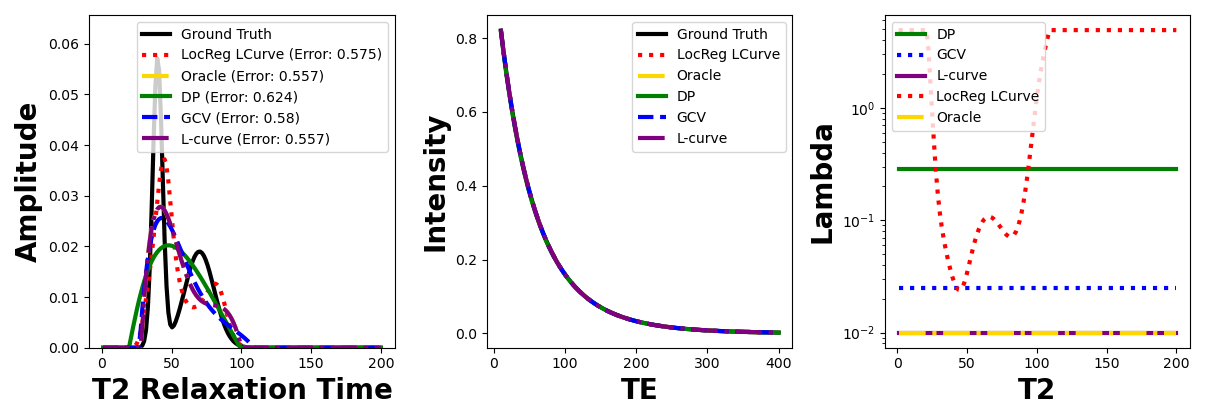 Amplitude
0.06
0.05
0.04
0.03
0.02
0.01
0.00
0
50
100
150
200
T2 Relaxation Time
Ground Truth
LocReg LCurve (Error: 0.575)
Oracle (Error: 0.557)
DP (Error: 0.624)
GCV (Error: 0.58)
L-curve (Error: 0.557)
Intensity
0.8
0.6
0.4
0.2
0.0
0
100
200
300
400
TE
Ground Truth
LocReg LCurve
Oracle
DP
GCV
L-curve
Lambda
10⁰
10⁻¹
10⁻²
0
50
100
150
200
T2
DP
GCV
L-curve
LocReg LCurve
Oracle